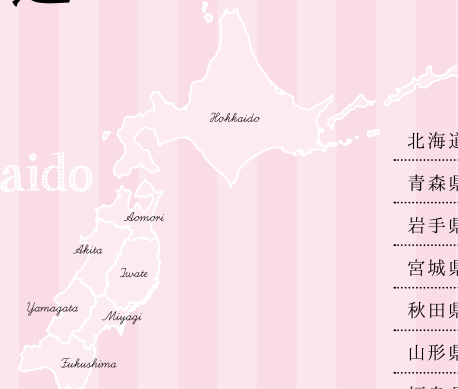 Hokkaido
aido
Aomori
Akita
Iwate
Yamagata
Miyagi
Fukushima
北海道
青森県
岩手県
宮城県
秋田県
山形県